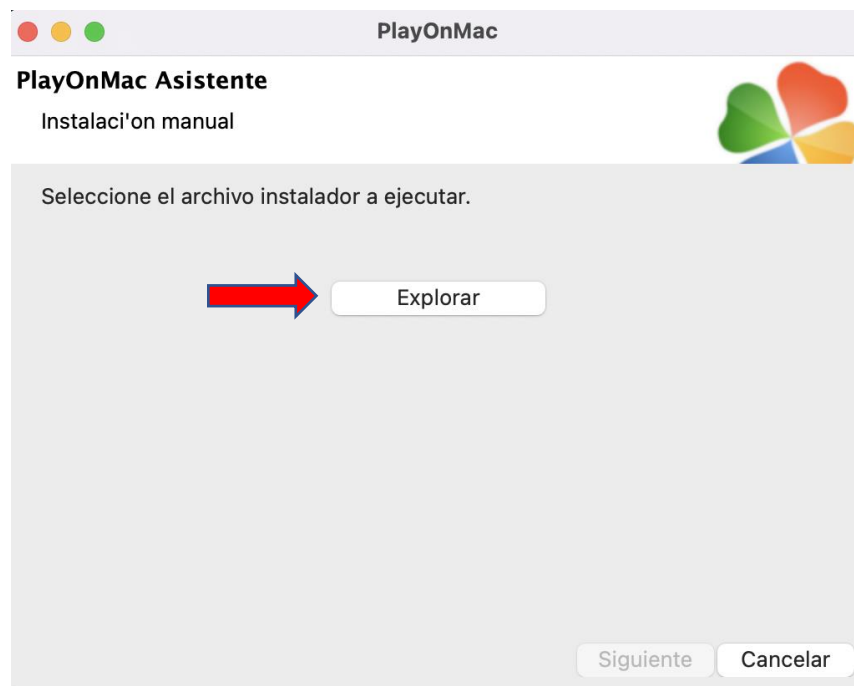 PlayOnMac
PlayOnMac Asistente
Instalaci'on manual
Seleccione el archivo instalador a ejecutar.
Explorar
Siguiente Cancelar